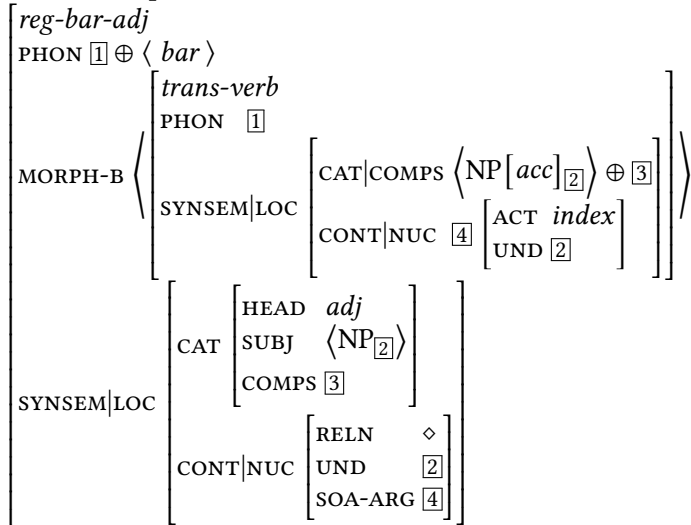 reg-bar-adj
PHON 1 ⊕ ⟨ bar ⟩
trans-verb
PHON 1
MORPH-B
CAT|COMPS ⟨NP[acc]2⟩ ⊕ 3
SYNSEM|LOC
CONT|NUC 4
ACT index
UND 2
HEAD adj
CAT SUBJ ⟨NP2⟩
COMPS 3
SYNSEM|LOC
RELN ⋄
CONT|NUC UND 2
SOA-ARG 4